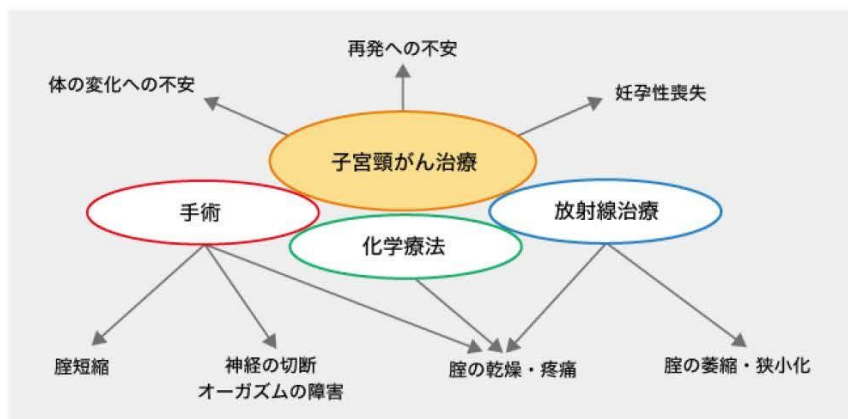 再発への不安
体の変化への不安
妊孕性喪失
子宮頸がん治療
手術
放射線治療
化学療法
腟短縮
神経の切断
オーガズムの障害
腟の乾燥・疼痛
腟の萎縮・狭小化